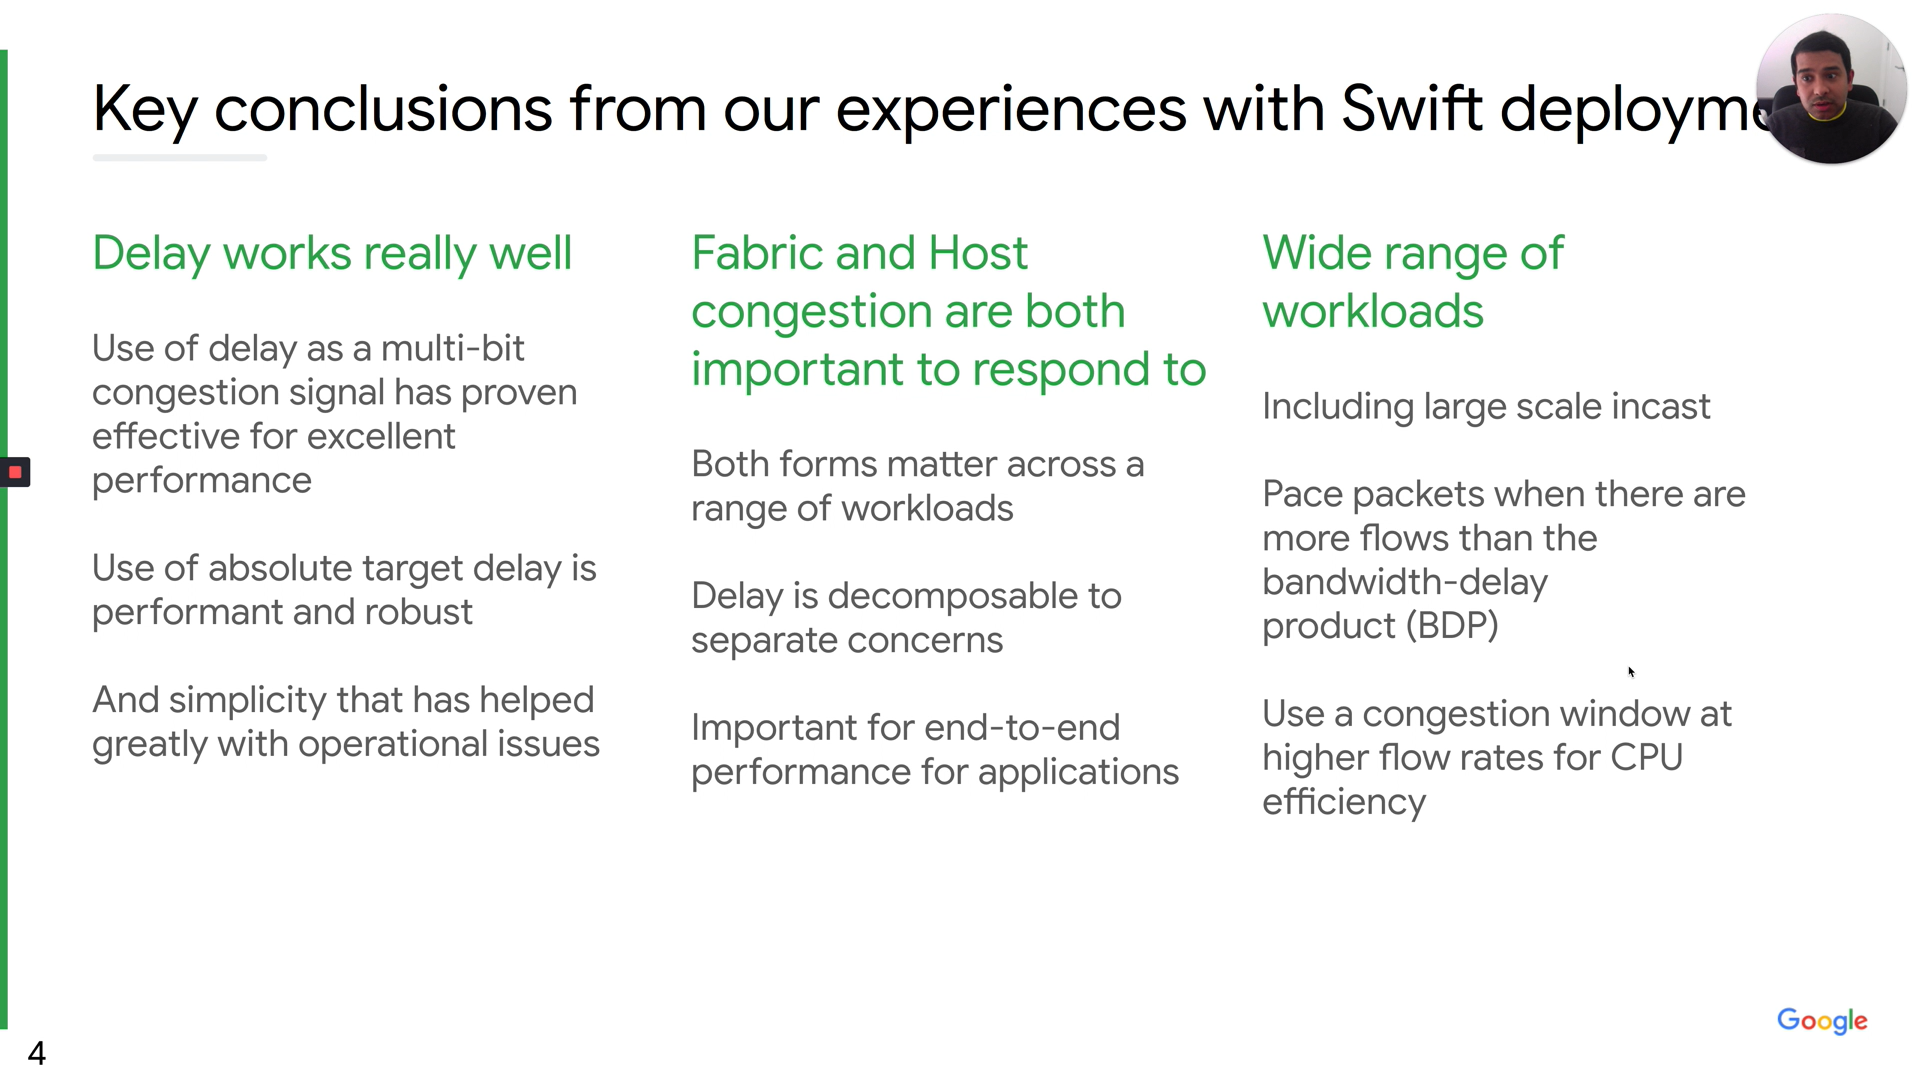 Key conclusions from our experiences with Swift
Delay works really well
Use of delay as a multi-bit
congestion signal has proven
effective for excellent
performance
Use of absolute target delay is
performant and robust
And simplicity that has helped
greatly with operational issues
Fabric and Host
congestion are both
important to respond to
Both forms matter across a
range of workloads
Delay is decomposable to
separate concerns
Important for end-to-end
performance for applications
Wide range of
workloads
Including large scale incast
Pace packets when there are
more flows than the
bandwidth-delay
product (BDP)
Use a congestion window at
higher flow rates for CPU
efficiency
Google
4